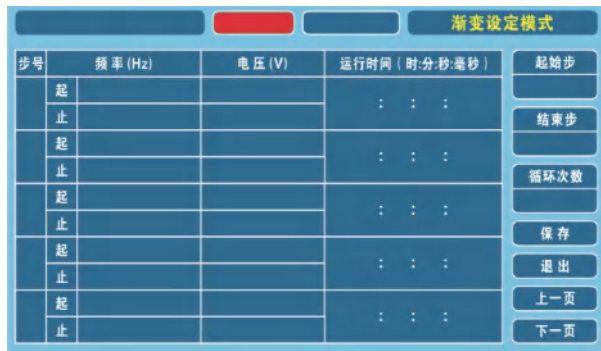 渐变设定模式
步号 频率(Hz) 电压(V) 运行时间(时:分:秒:毫秒) 起始步
起 : : :
止 结束步
起 : : :
止 循环次数
起 : : :
止 保存
起 : : : 退出
止
起 : : : 上一页
止 下一页